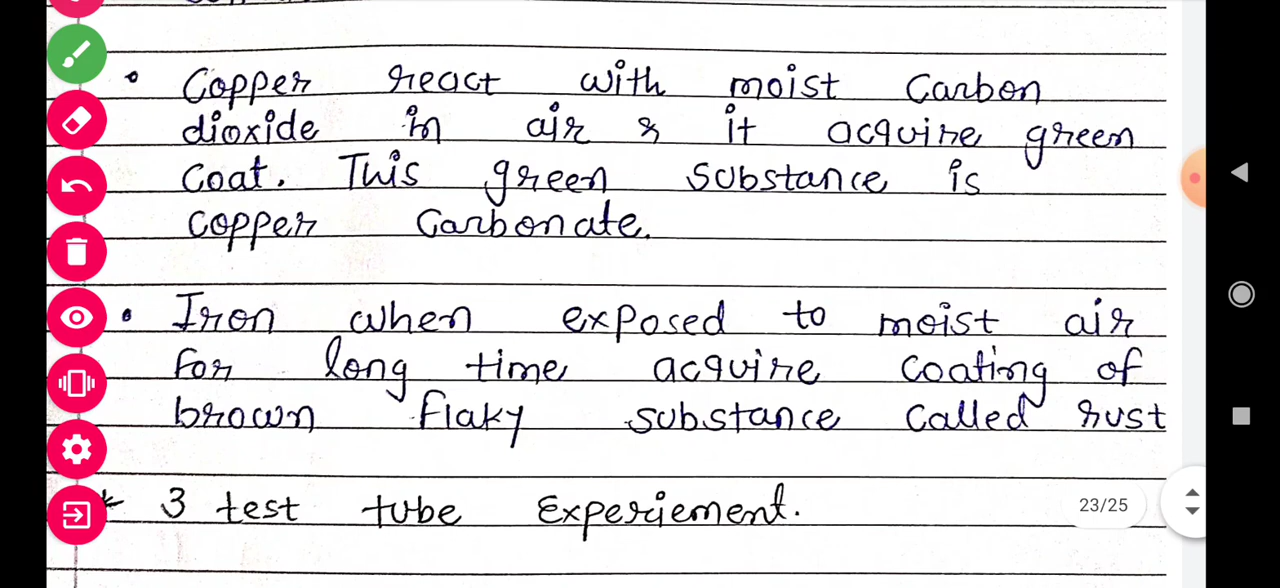 • Copper react with moist Carbon
dioxide in air & it acquire green
Coat. This green substance is
Copper Carbonate.
• Iron when exposed to moist air
for long time acquire coating of
brown flaky substance called rust
* 3 test tube Experiement.
23/25